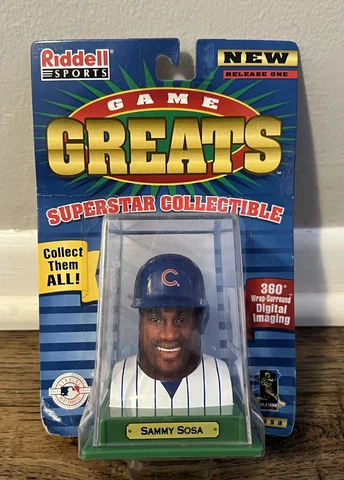 Riddell
SPORTS
NEW
RELEASE ONE
GAME
GREATS
SUPERSTAR COLLECTIBLE
Collect
Them
ALL!
360°
Wrap-Surround
Digital
Imaging
C
PLAYERS
SAMMY SOSA